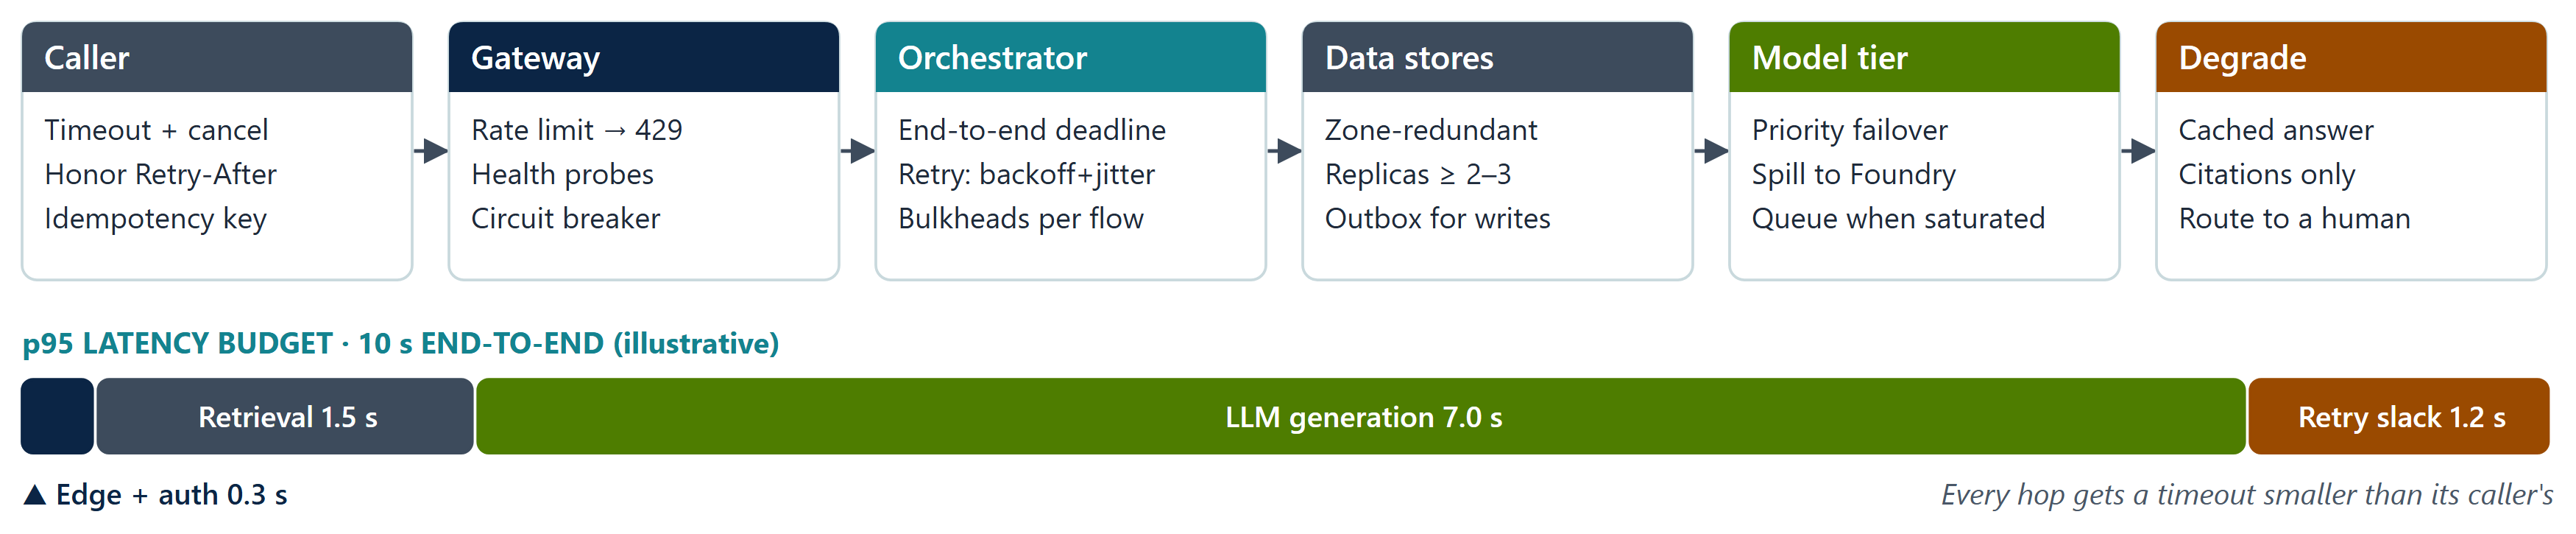 Caller
Timeout + cancel
Honor Retry-After
Idempotency key
Gateway
Rate limit → 429
Health probes
Circuit breaker
Orchestrator
End-to-end deadline
Retry: backoff+jitter
Bulkheads per flow
Data stores
Zone-redundant
Replicas ≥ 2–3
Outbox for writes
Model tier
Priority failover
Spill to Foundry
Queue when saturated
Degrade
Cached answer
Citations only
Route to a human
p95 LATENCY BUDGET · 10 s END-TO-END (illustrative)
Retrieval 1.5 s
LLM generation 7.0 s
Retry slack 1.2 s
▲ Edge + auth 0.3 s
Every hop gets a timeout smaller than its caller's